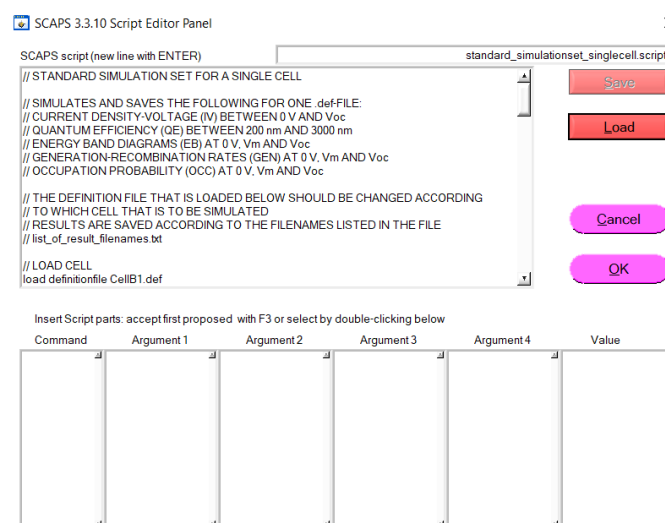 SCAPS 3.3.10 Script Editor Panel
SCAPS script (new line with ENTER)
standard_simulationset_singlecell.script
// STANDARD SIMULATION SET FOR A SINGLE CELL
// SIMULATES AND SAVES THE FOLLOWING FOR ONE .def-FILE:
// CURRENT DENSITY-VOLTAGE (IV) BETWEEN 0 V AND Voc
// QUANTUM EFFICIENCY (QE) BETWEEN 200 nm AND 3000 nm
// ENERGY BAND DIAGRAMS (EB) AT 0 V, Vm AND Voc
// GENERATION-RECOMBINATION RATES (GEN) AT 0 V, Vm AND Voc
// OCCUPATION PROBABILITY (OCC) AT 0 V, Vm AND Voc
// THE DEFINITION FILE THAT IS LOADED BELOW SHOULD BE CHANGED ACCORDING
// TO WHICH CELL THAT IS TO BE SIMULATED
// RESULTS ARE SAVED ACCORDING TO THE FILENAMES LISTED IN THE FILE
// list_of_result_filenames.txt
// LOAD CELL
load definitionfile CellB1.def
Save
Load
Cancel
OK
Insert Script parts: accept first proposed with F3 or select by double-clicking below
Command Argument 1 Argument 2 Argument 3 Argument 4 Value